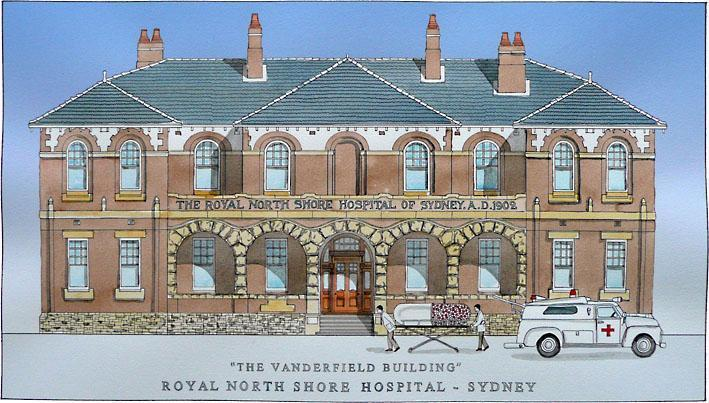 THE ROYAL NORTH SHORE HOSPITAL OF SYDNEY. A.D. 1902
"THE VANDERFIELD BUILDING"
ROYAL NORTH SHORE HOSPITAL - SYDNEY